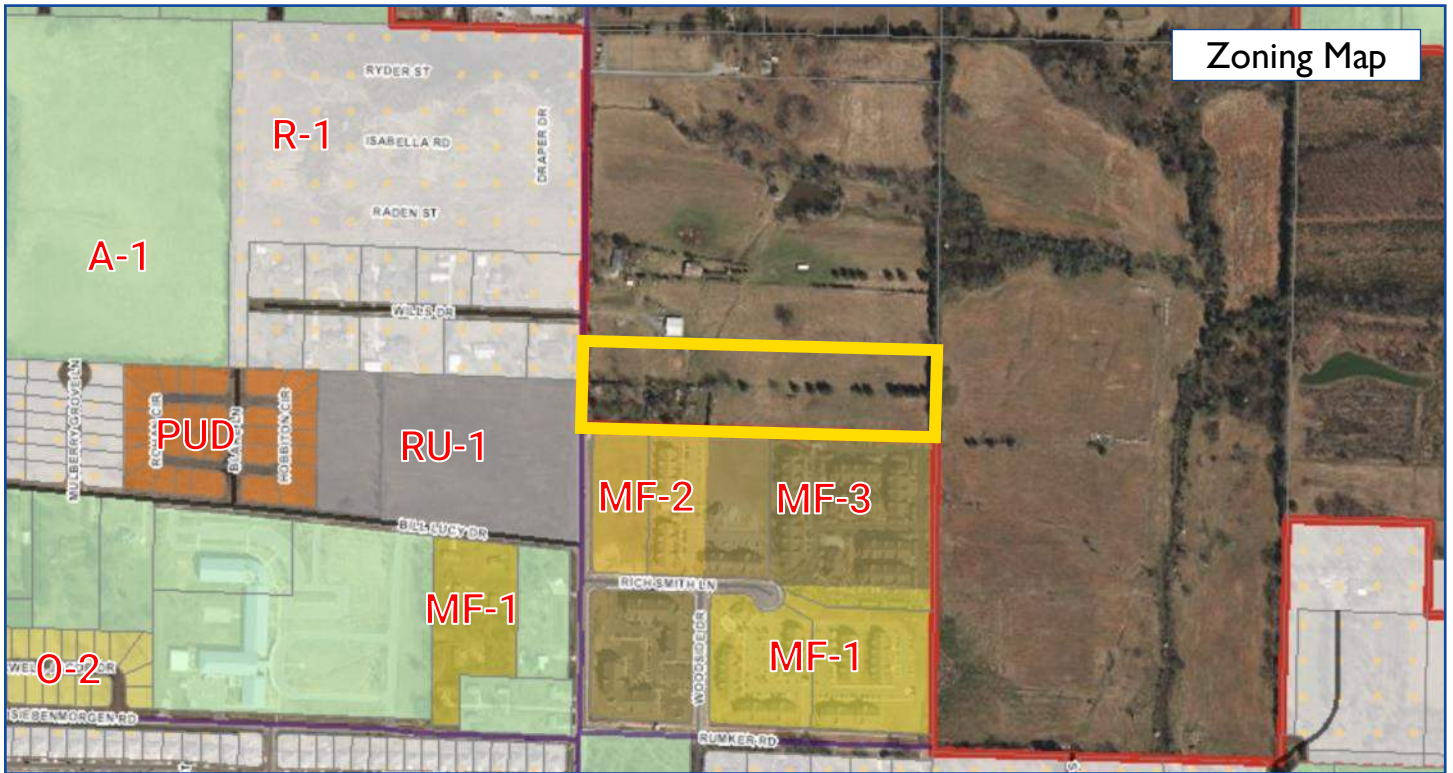 Zoning Map
RYDER ST
R-1
ISABELLA RD
DRAPER DR
RADEN ST
A-1
WILLS DR
MULBERRY GROVE LN
PUD
HOBBITON CIR
RU-1
MF-2
MF-3
BILL LUCY DR
RICH SMITH LN
MF-1
WOODSIDE DR
MF-1
O-2
SIEBENMORGEN RD
RUMKER RD